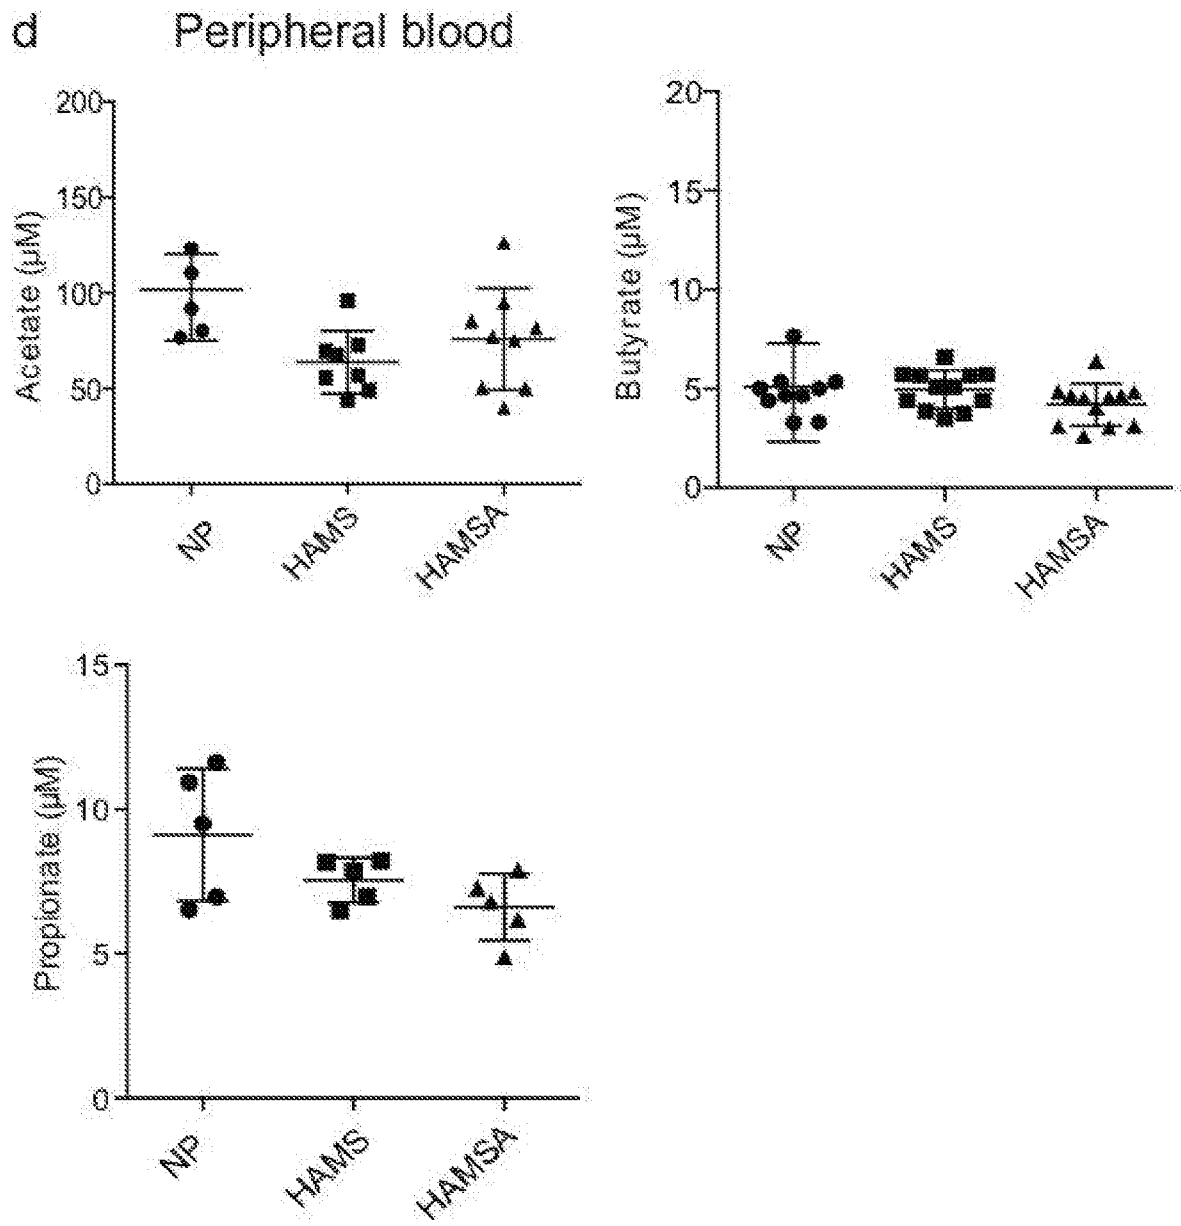 d Peripheral blood
Acetate (µM)
200
150
100
50
0
NP
HAMS
HAMSA
Butyrate (µM)
20
15
10
5
0
NP
HAMS
HAMSA
Propionate (µM)
15
10
5
0
NP
HAMS
HAMSA